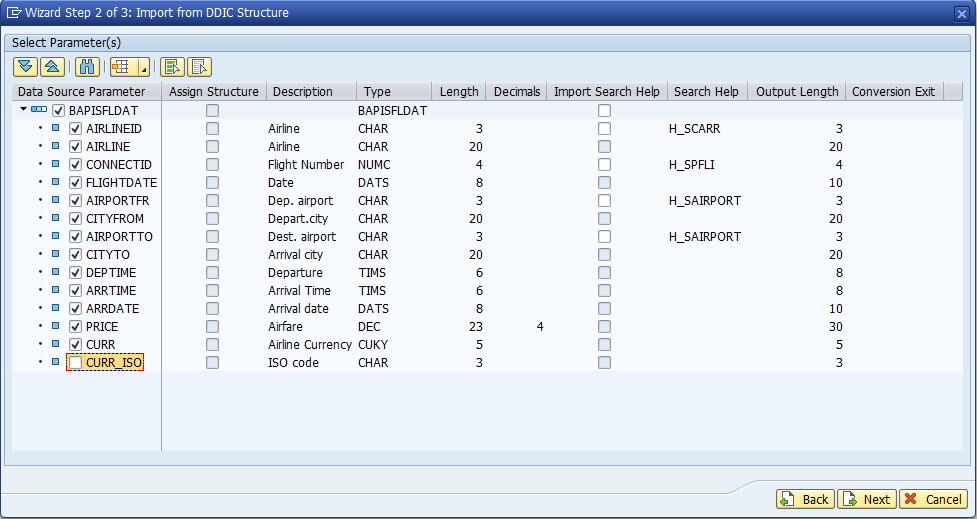 Wizard Step 2 of 3: Import from DDIC Structure
Select Parameter(s)
Data Source Parameter Assign Structure Description Type Length Decimals Import Search Help Search Help Output Length Conversion Exit
BAPISFLDAT BAPISFLDAT
AIRLINEID Airline CHAR 3 H_SCARR 3
AIRLINE Airline CHAR 20 20
CONNECTID Flight Number NUMC 4 H_SPFLI 4
FLIGHTDATE Date DATS 8 10
AIRPORTFR Dep. airport CHAR 3 H_SAIRPORT 3
CITYFROM Depart.city CHAR 20 20
AIRPORTTO Dest. airport CHAR 3 H_SAIRPORT 3
CITYTO Arrival city CHAR 20 20
DEPTIME Departure TIMS 6 8
ARRTIME Arrival Time TIMS 6 8
ARRDATE Arrival date DATS 8 10
PRICE Airfare DEC 23 4 30
CURR Airline Currency CUKY 5 5
CURR_ISO ISO code CHAR 3 3
Back Next Cancel